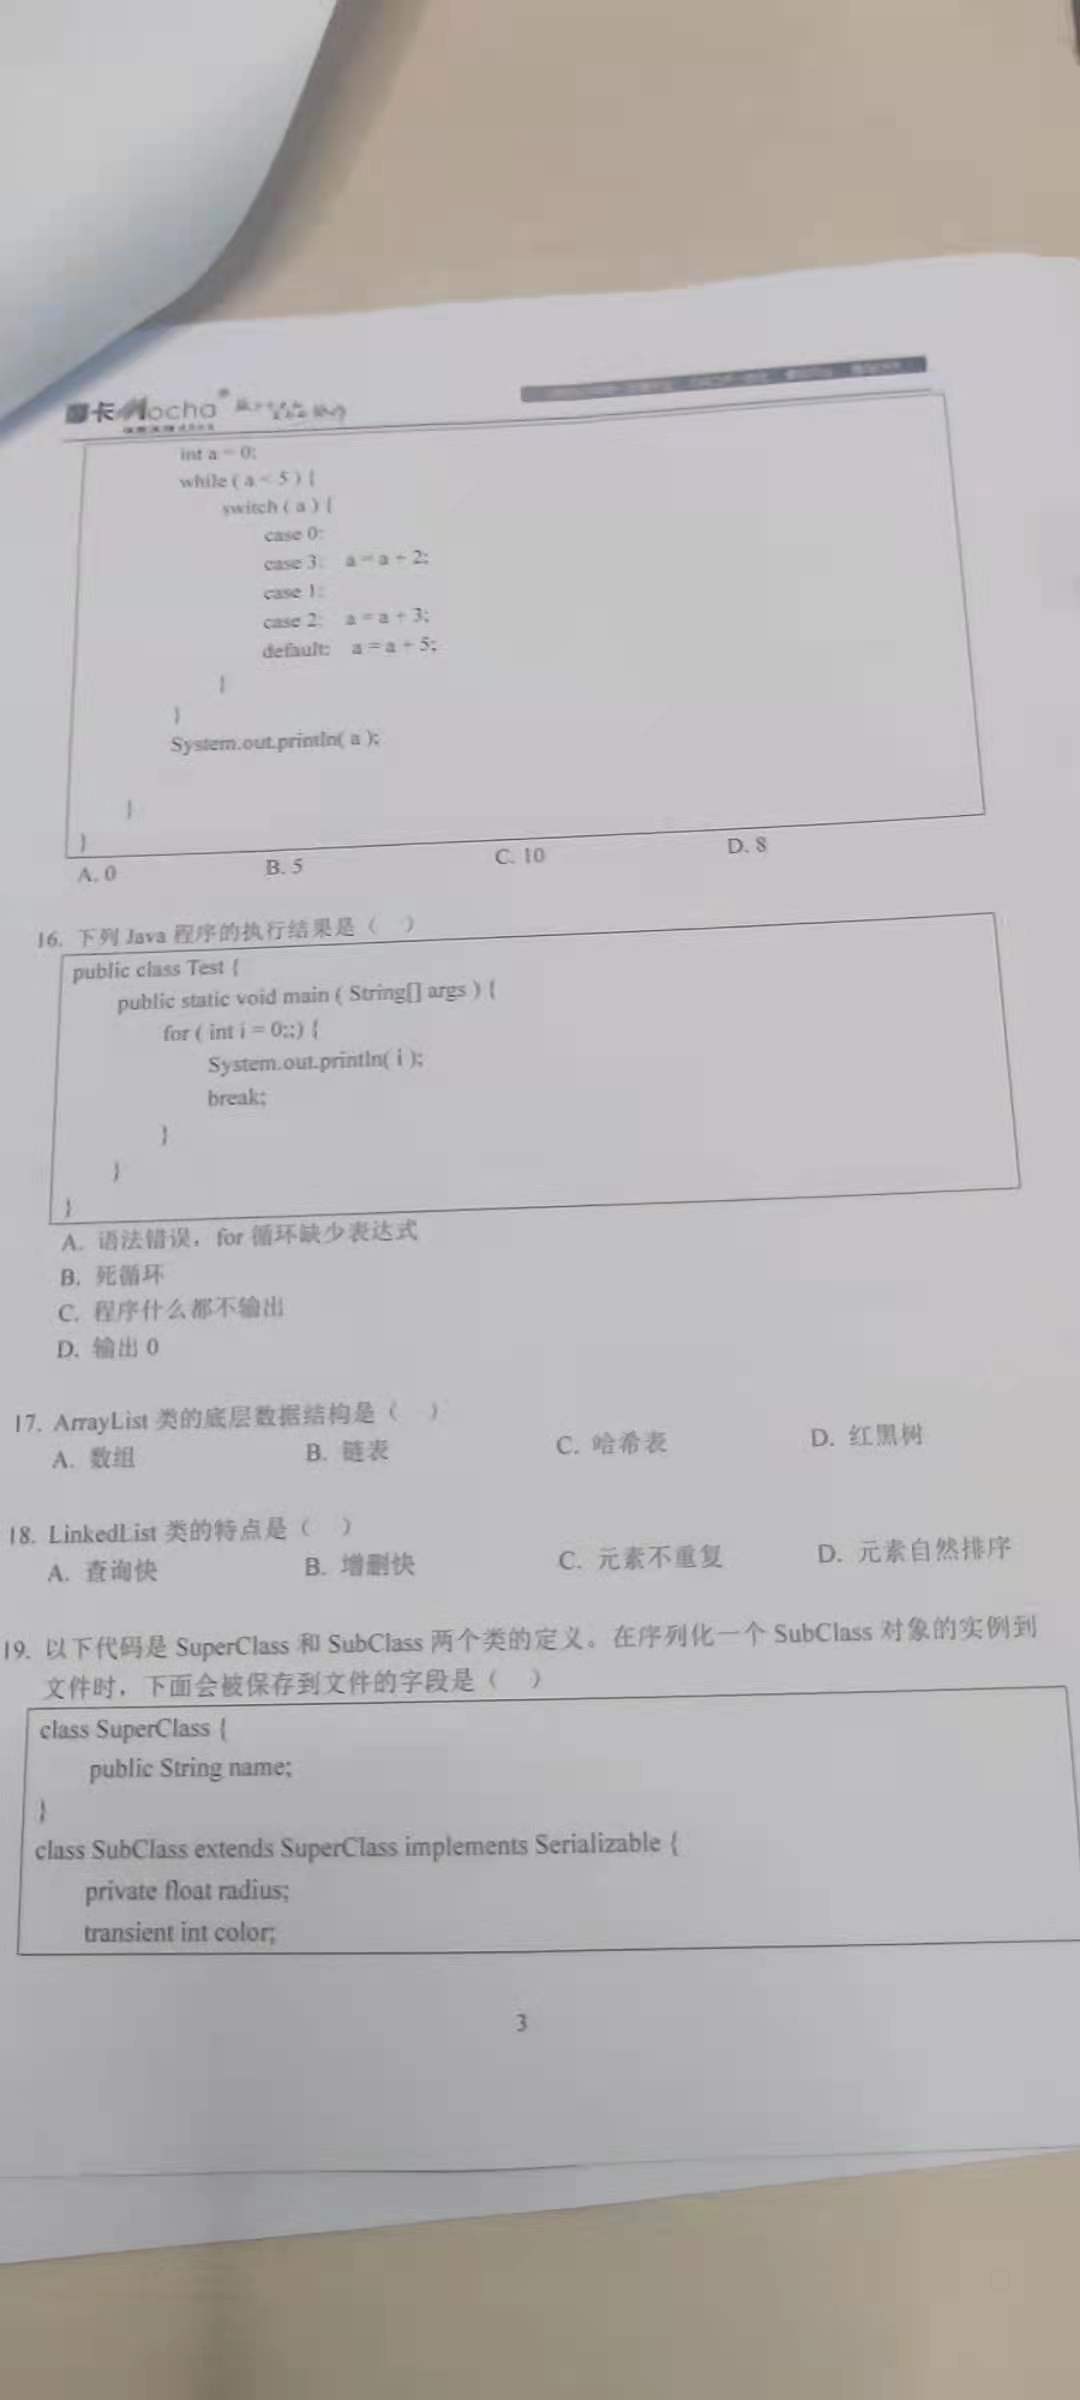 摩卡 Mocha
int a = 0;
while ( a < 5 ) {
switch ( a ) {
case 0:
case 3: a = a + 2;
case 1:
case 2: a = a + 3;
default: a = a + 5;
}
}
System.out.println( a );
}
}
A. 0 B. 5 C. 10 D. 8
16. 下列 Java 程序的执行结果是（ ）
public class Test {
public static void main ( String[] args ) {
for ( int i = 0;;) {
System.out.println( i );
break;
}
}
}
A. 语法错误，for 循环缺少表达式
B. 死循环
C. 程序什么都不输出
D. 输出 0
17. ArrayList 类的底层数据结构是（ ）
A. 数组 B. 链表 C. 哈希表 D. 红黑树
18. LinkedList 类的特点是（ ）
A. 查询快 B. 增删快 C. 元素不重复 D. 元素自然排序
19. 以下代码是 SuperClass 和 SubClass 两个类的定义。在序列化一个 SubClass 对象的实例到
文件时，下面会被保存到文件的字段是（ ）
class SuperClass {
public String name;
}
class SubClass extends SuperClass implements Serializable {
private float radius;
transient int color;
3